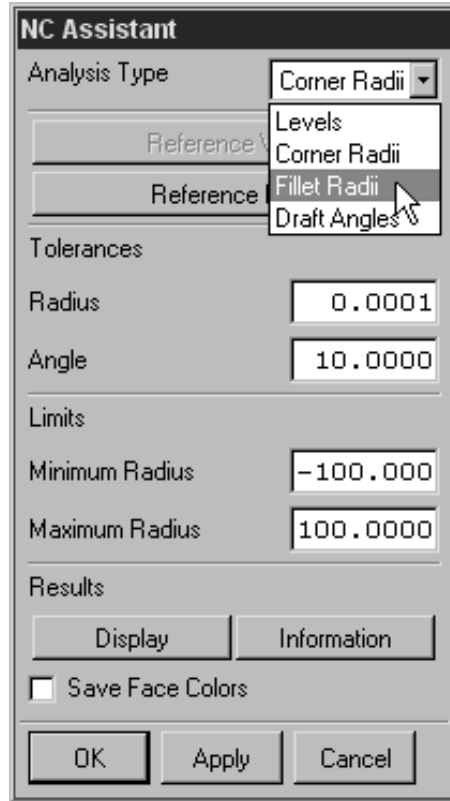 NC Assistant
Analysis Type
Corner Radii
Levels
Corner Radii
Fillet Radii
Draft Angles
Reference
Reference
Tolerances
Radius 0.0001
Angle 10.0000
Limits
Minimum Radius -100.000
Maximum Radius 100.0000
Results
Display Information
Save Face Colors
OK Apply Cancel